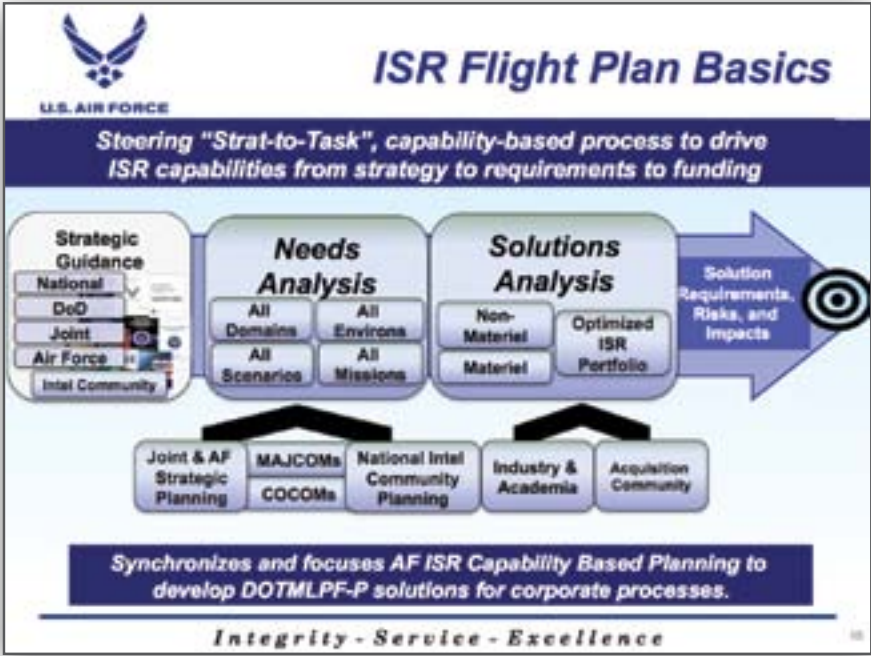 U.S. AIR FORCE
ISR Flight Plan Basics
Steering "Strat-to-Task", capability-based process to drive
ISR capabilities from strategy to requirements to funding
Strategic
Guidance
National
DoD
Joint
Air Force
Intel Community
Needs
Analysis
All
Domains
All
Environs
All
Scenarios
All
Missions
Solutions
Analysis
Non-
Materiel
Materiel
Optimized
ISR
Portfolio
Solution
Requirements,
Risks, and
Impacts
Joint & AF
Strategic
Planning
MAJCOMs
COCOMs
National Intel
Community
Planning
Industry &
Academia
Acquisition
Community
Synchronizes and focuses AF ISR Capability Based Planning to
develop DOTMLPF-P solutions for corporate processes.
Integrity - Service - Excellence